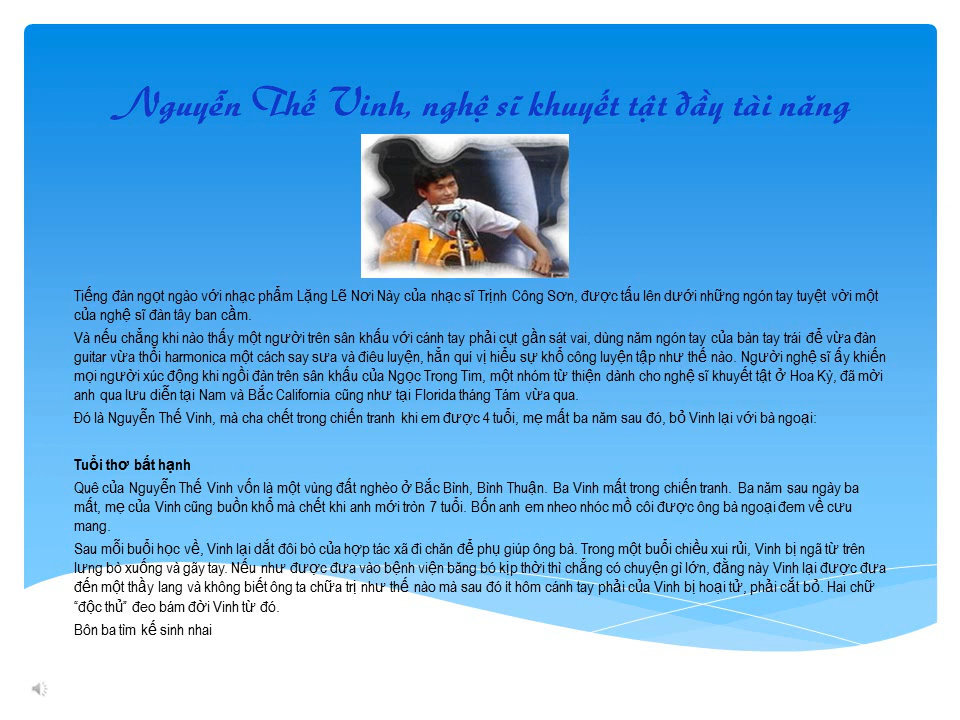 Nguyễn Thế Vinh, nghệ sĩ khuyết tật đầy tài năng
Tiếng đàn ngọt ngào với nhạc phẩm Lặng Lẽ Nơi Này của nhạc sĩ Trịnh Công Sơn, được tấu lên dưới những ngón tay tuyệt vời một
của nghệ sĩ đàn tây ban cầm.
Và nếu chẳng khi nào thấy một người trên sân khấu với cánh tay phải cụt gần sát vai, dùng năm ngón tay của bàn tay trái để vừa đàn
guitar vừa thổi harmonica một cách say sưa và điêu luyện, hẳn quí vị hiểu sự khổ công luyện tập như thế nào. Người nghệ sĩ ấy khiến
mọi người xúc động khi ngồi đàn trên sân khấu của Ngọc Trong Tim, một nhóm từ thiện dành cho nghệ sĩ khuyết tật ở Hoa Kỳ, đã mời
anh qua lưu diễn tại Nam và Bắc California cũng như tại Florida tháng Tám vừa qua.
Đó là Nguyễn Thế Vinh, mà cha chết trong chiến tranh khi em được 4 tuổi, mẹ mất ba năm sau đó, bỏ Vinh lại với bà ngoại:
Tuổi thơ bất hạnh
Quê của Nguyễn Thế Vinh vốn là một vùng đất nghèo ở Bắc Bình, Bình Thuận. Ba Vinh mất trong chiến tranh. Ba năm sau ngày ba
mất, mẹ của Vinh cũng buồn khổ mà chết khi anh mới tròn 7 tuổi. Bốn anh em nheo nhóc mồ côi được ông bà ngoại đem về cưu
mang.
Sau mỗi buổi học về, Vinh lại dắt đôi bò của hợp tác xã đi chăn để phụ giúp ông bà. Trong một buổi chiều xui rủi, Vinh bị ngã từ trên
lưng bò xuống và gãy tay. Nếu như được đưa vào bệnh viện băng bó kịp thời thì chẳng có chuyện gì lớn, đằng này Vinh lại được đưa
đến một thầy lang và không biết ông ta chữa trị như thế nào mà sau đó ít hôm cánh tay phải của Vinh bị hoại tử, phải cắt bỏ. Hai chữ
“độc thủ” đeo bám đời Vinh từ đó.
Bôn ba tìm kế sinh nhai